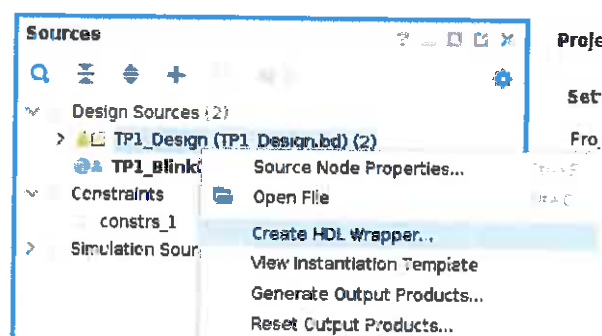 Sources
Proje
Design Sources (2)
Set
TP1_Design (TP1_Design.bd) (2)
Fro
TP1_Blink
Source Node Properties...
Constraints
Open File
constrs_1
Create HDL Wrapper...
Simulation Sour
View Instantiation Template
Generate Output Products...
Reset Output Products...